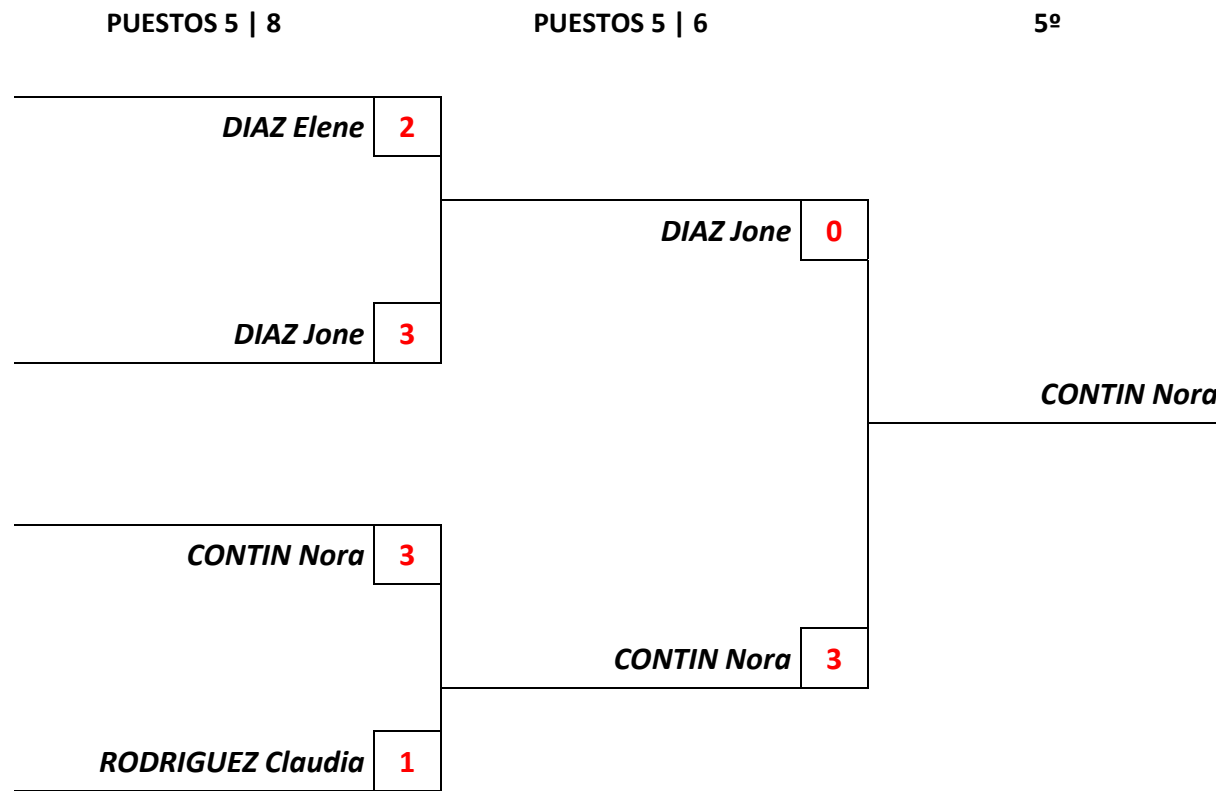 PUESTOS 5 | 8 PUESTOS 5 | 6 5º
DIAZ Elene 2
DIAZ Jone 0
DIAZ Jone 3
CONTIN Nora
CONTIN Nora 3
CONTIN Nora 3
RODRIGUEZ Claudia 1